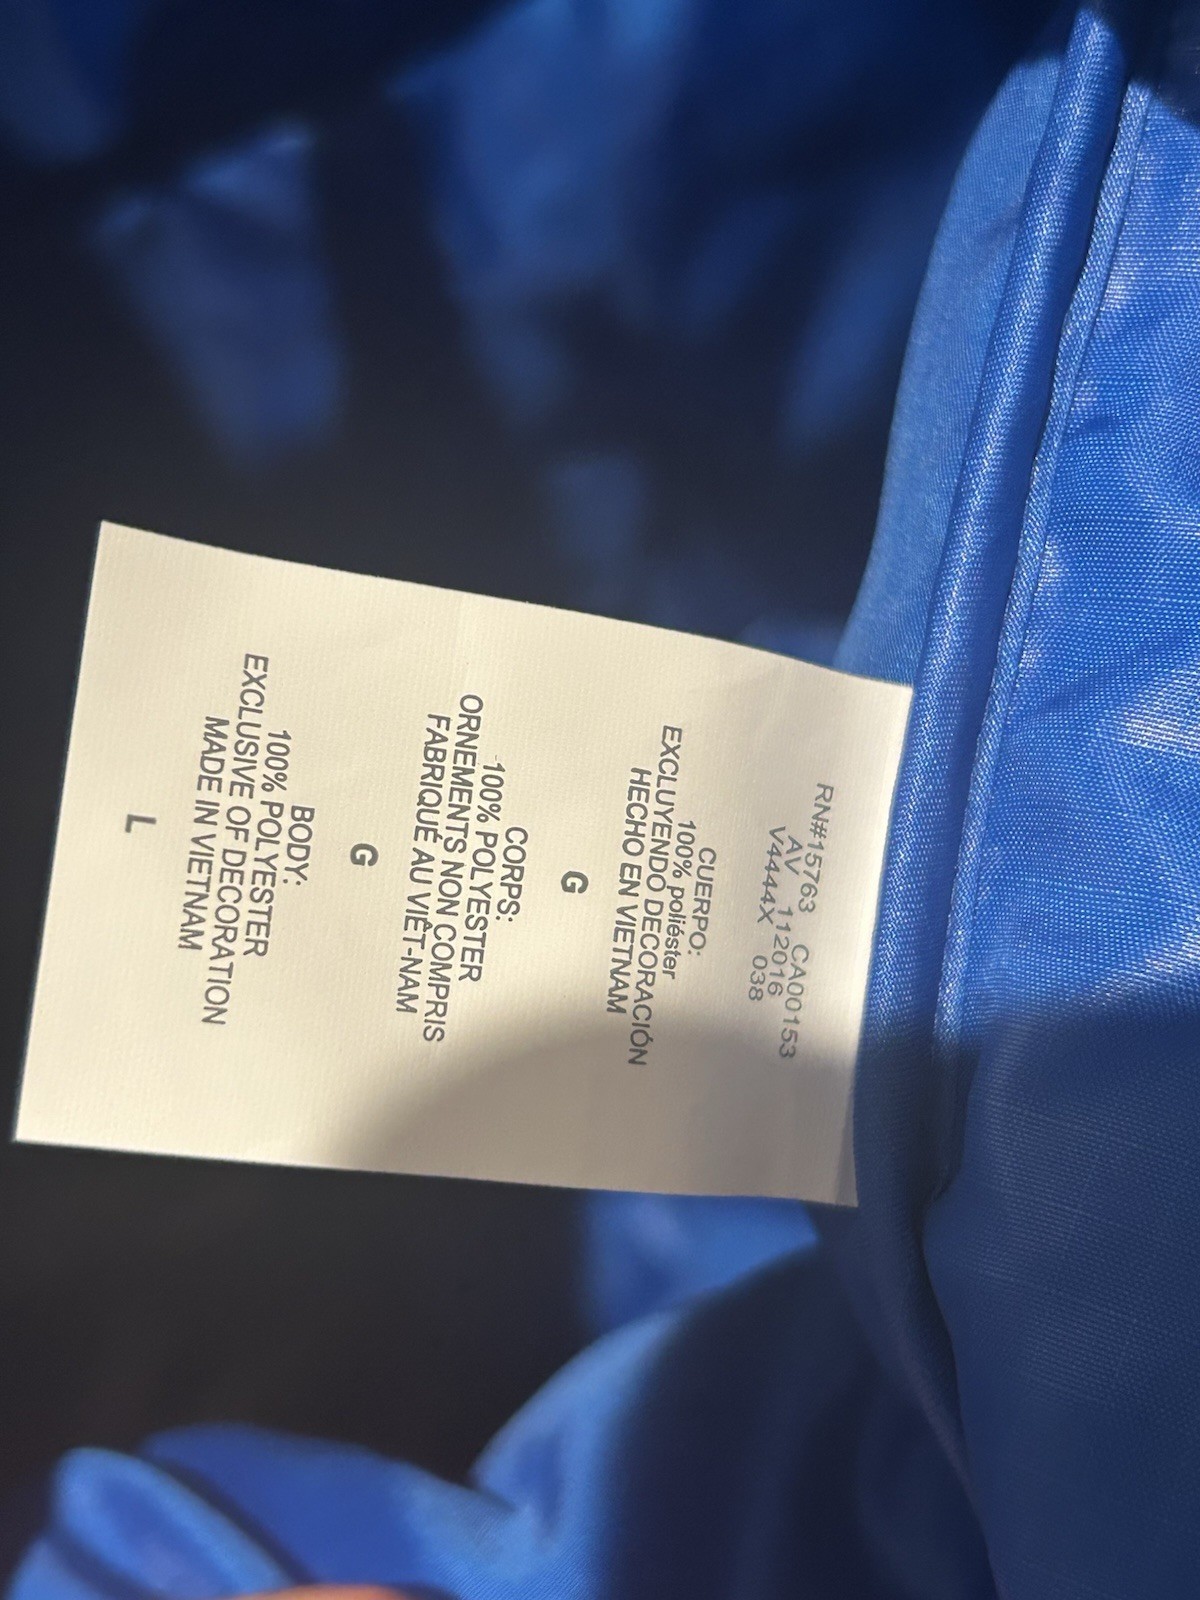 RN#15763 CA00153
AV 112016
V4444X 038
CUERPO:
100% poliéster
EXCLUYENDO DECORACIÓN
HECHO EN VIETNAM
G
CORPS:
100% POLYESTER
ORNEMENTS NON COMPRIS
FABRIQUÉ AU VIÊT-NAM
G
BODY:
100% POLYESTER
EXCLUSIVE OF DECORATION
MADE IN VIETNAM
L